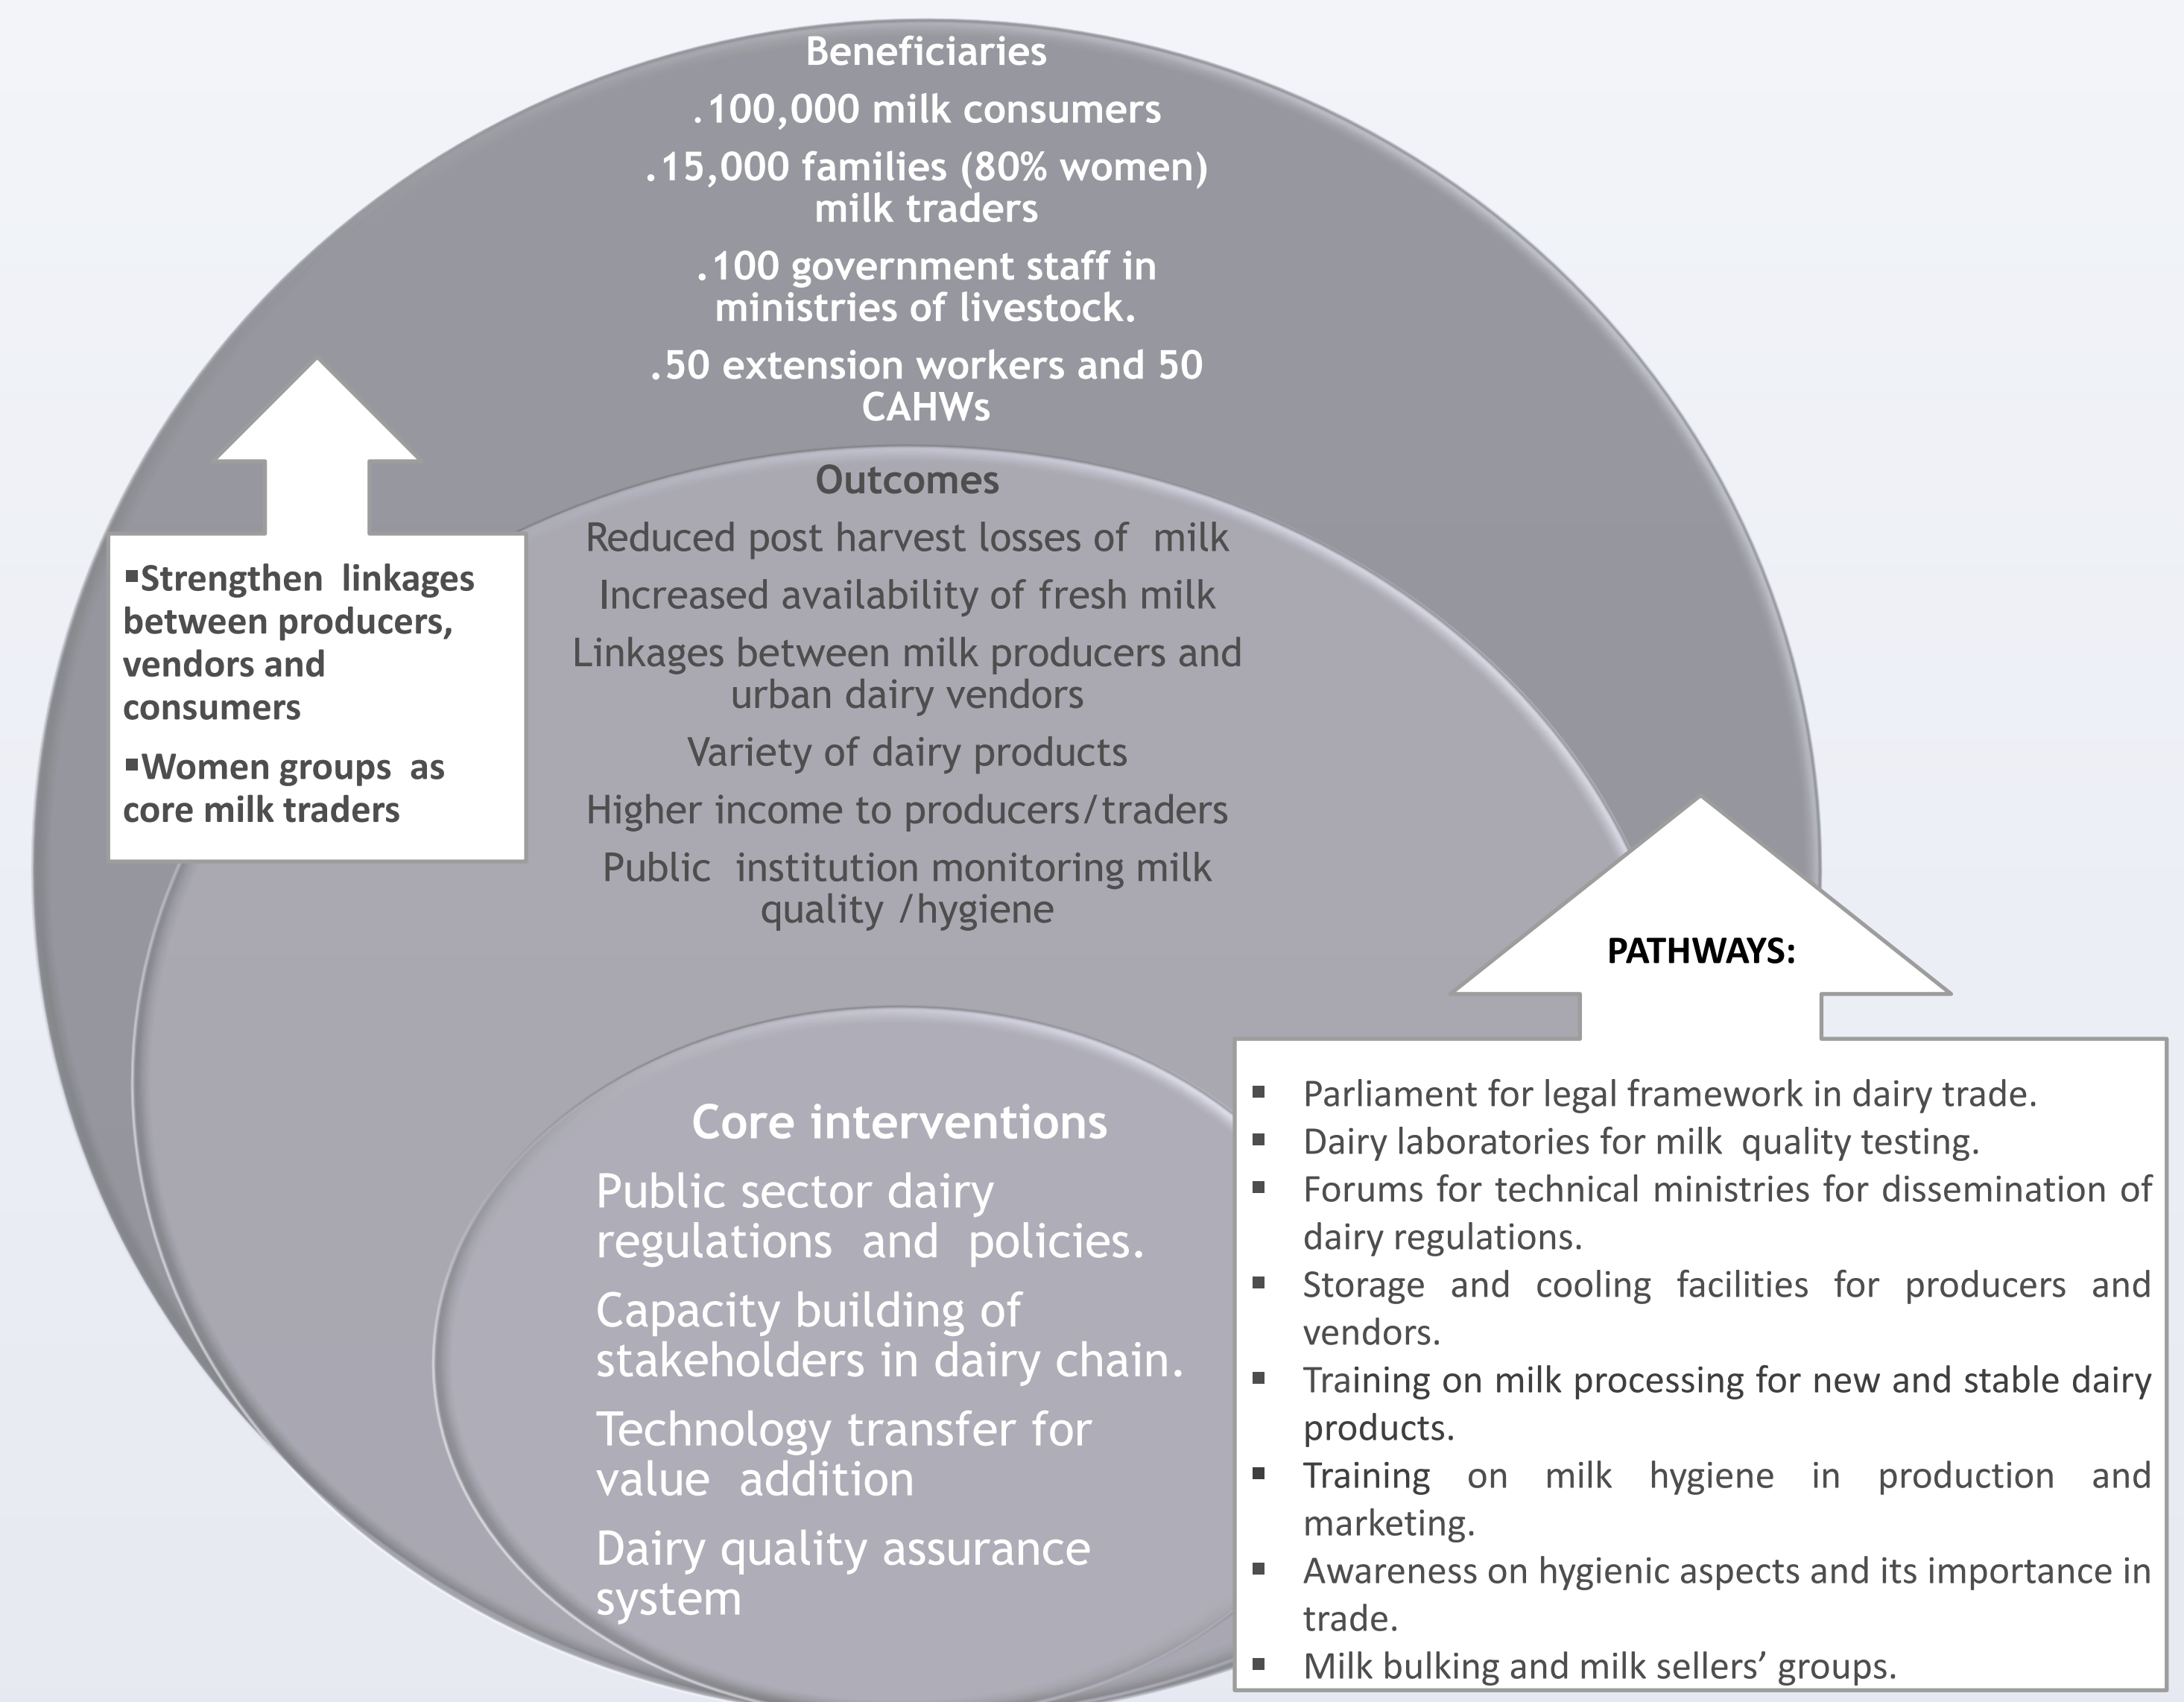 Beneficiaries
.100,000 milk consumers
.15,000 families (80% women)
milk traders
.100 government staff in
ministries of livestock.
.50 extension workers and 50
CAHWs
Outcomes
Reduced post harvest losses of milk
Increased availability of fresh milk
Linkages between milk producers and
urban dairy vendors
Variety of dairy products
Higher income to producers/traders
Public institution monitoring milk
quality /hygiene
▪Strengthen linkages
between producers,
vendors and
consumers
▪Women groups as
core milk traders
Core interventions
Public sector dairy
regulations and policies.
Capacity building of
stakeholders in dairy chain.
Technology transfer for
value addition
Dairy quality assurance
system
PATHWAYS:
▪ Parliament for legal framework in dairy trade.
▪ Dairy laboratories for milk quality testing.
▪ Forums for technical ministries for dissemination of
dairy regulations.
▪ Storage and cooling facilities for producers and
vendors.
▪ Training on milk processing for new and stable dairy
products.
▪ Training on milk hygiene in production and
marketing.
▪ Awareness on hygienic aspects and its importance in
trade.
▪ Milk bulking and milk sellers’ groups.